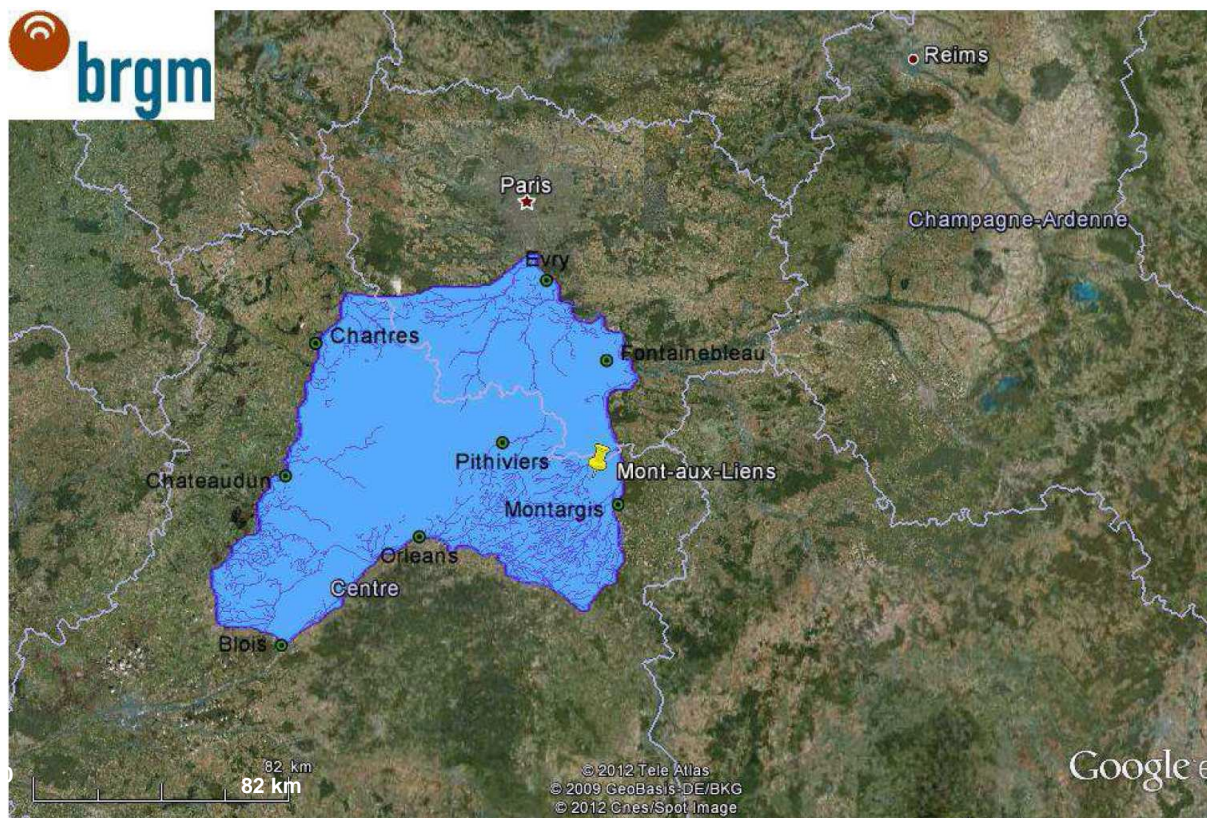 brgm
Reims
Paris
Champagne-Ardenne
Evry
Chartres
Fontainebleau
Pithiviers
Mont-aux-Liens
Chateaudun
Montargis
Orleans
Centre
Blois
82 km
82 km
© 2012 Tele Atlas
© 2009 GeoBasis-DE/BKG
© 2012 Cnes/Spot Image
Google e